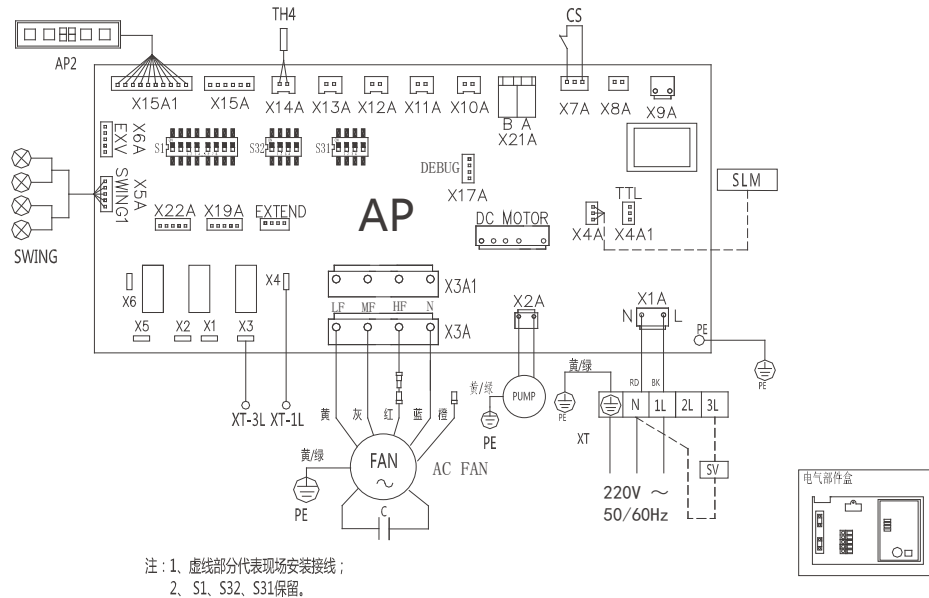 TH4
CS
AP2
X15A1
X15A
X14A
X13A
X12A
X11A
X10A
B A
X21A
X7A
X8A
X9A
X6A
EXV
S1
S32
S31
DEBUG
X17A
X5A
SWING1
SWING
X22A
X19A
EXTEND
AP
DC MOTOR
TTL
X4A
X4A1
SLM
X6
X5
X2
X1
X3
X4
X3A1
LF
MF
HF
N
X3A
X2A
X1A
N
L
PE
PE
XT-3L
XT-1L
黄
灰
红
蓝
橙
黄/绿
PE
FAN
～
AC FAN
C
黄/绿
PE
PUMP
黄/绿
PE
RD
BK
XT
N
1L
2L
3L
SV
220V ～
50/60Hz
电气部件盒
注：1、虚线部分代表现场安装接线；
2、 S1、S32、S31保留。